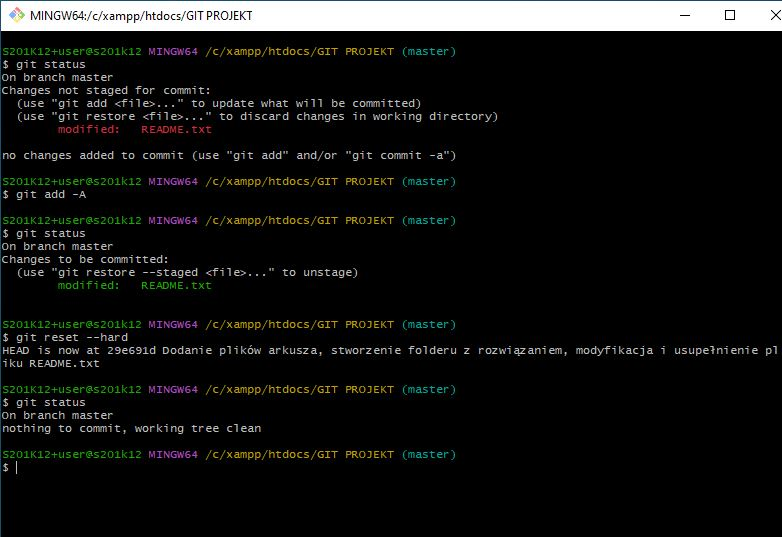 MINGW64:/c/xampp/htdocs/GIT PROJEKT
S201K12+user@s201k12 MINGW64 /c/xampp/htdocs/GIT PROJEKT (master)
$ git status
On branch master
Changes not staged for commit:
  (use "git add <file>..." to update what will be committed)
  (use "git restore <file>..." to discard changes in working directory)
        modified:   README.txt
no changes added to commit (use "git add" and/or "git commit -a")
S201K12+user@s201k12 MINGW64 /c/xampp/htdocs/GIT PROJEKT (master)
$ git add -A
S201K12+user@s201k12 MINGW64 /c/xampp/htdocs/GIT PROJEKT (master)
$ git status
On branch master
Changes to be committed:
  (use "git restore --staged <file>..." to unstage)
        modified:   README.txt
S201K12+user@s201k12 MINGW64 /c/xampp/htdocs/GIT PROJEKT (master)
$ git reset --hard
HEAD is now at 29e691d Dodanie plików arkusza, stworzenie folderu z rozwiązaniem, modyfikacja i usupełnienie pl
iku README.txt
S201K12+user@s201k12 MINGW64 /c/xampp/htdocs/GIT PROJEKT (master)
$ git status
On branch master
nothing to commit, working tree clean
S201K12+user@s201k12 MINGW64 /c/xampp/htdocs/GIT PROJEKT (master)
$